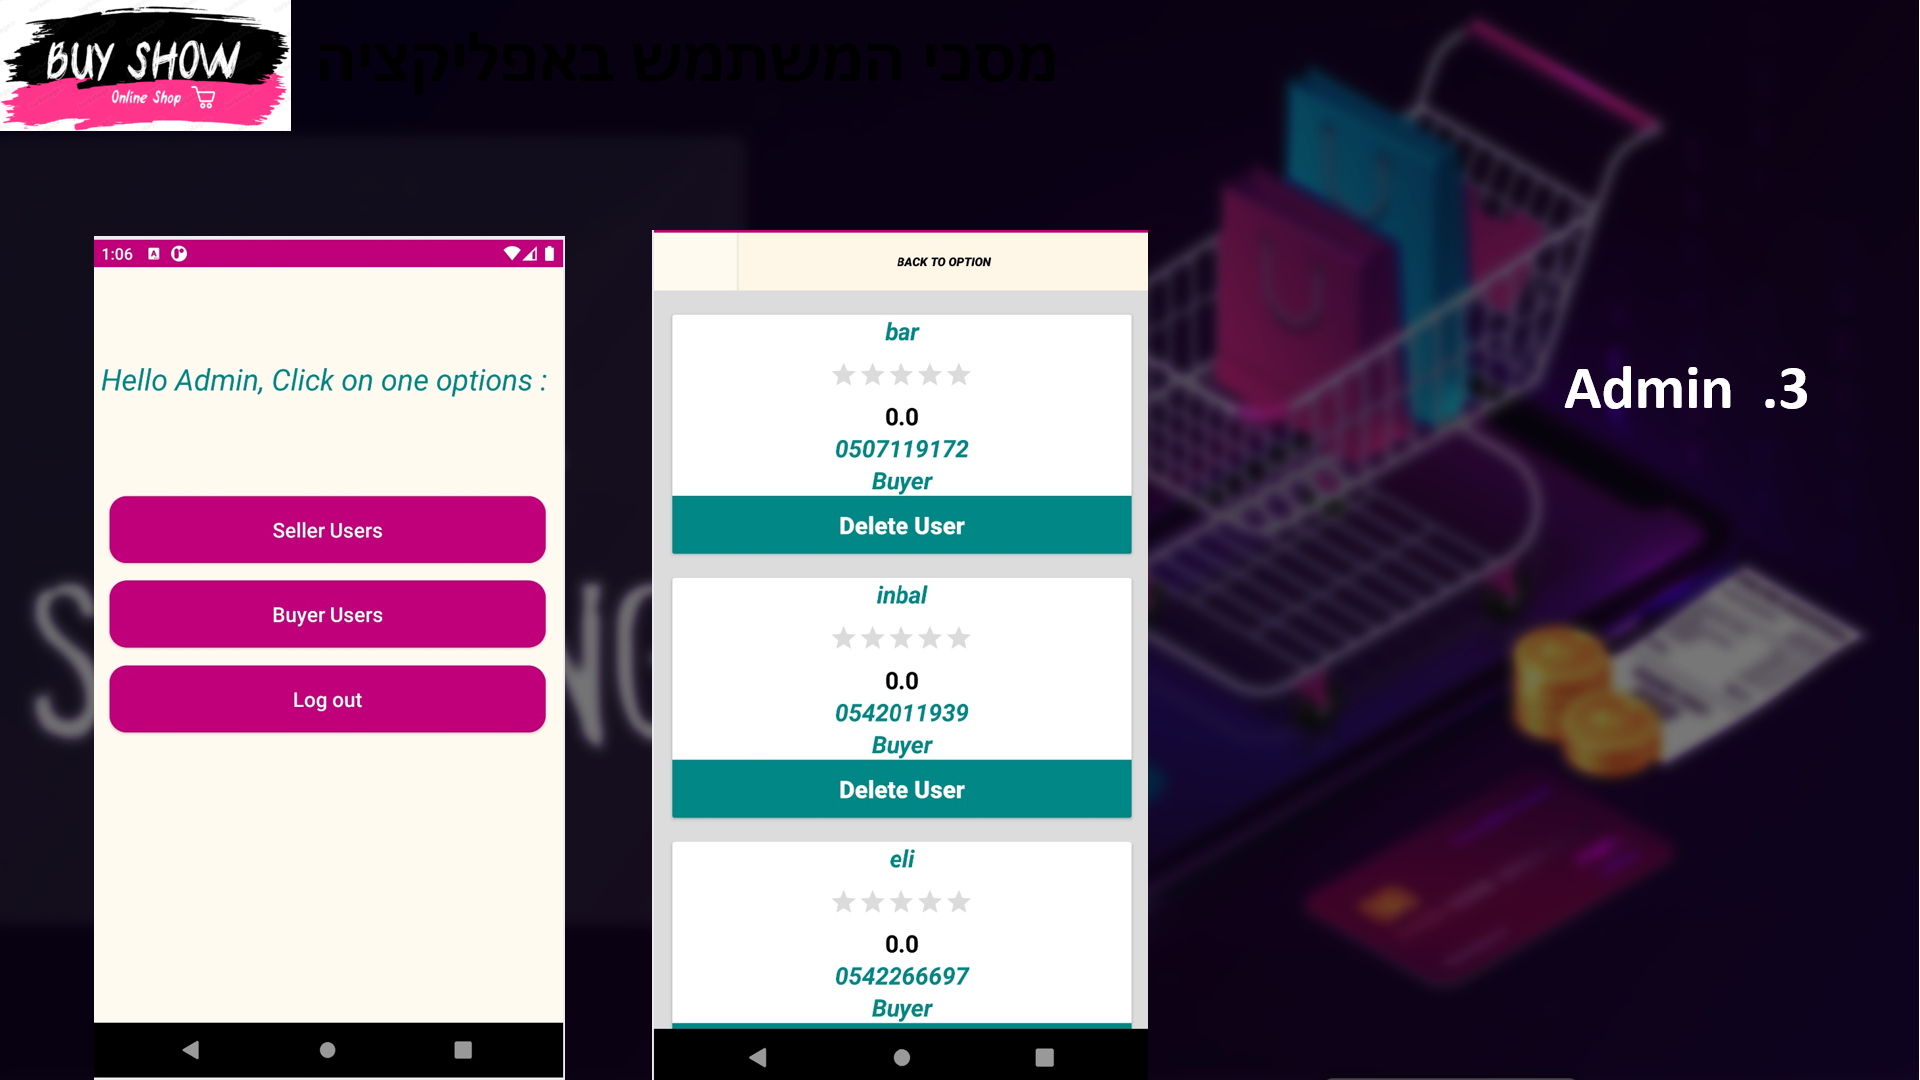 BUY SHOW
Online Shop
מסכי המשתמש באפליקציה
3. Admin
1:06
Hello Admin, Click on one options :
Seller Users
Buyer Users
Log out
BACK TO OPTION
bar
0.0
0507119172
Buyer
Delete User
inbal
0.0
0542011939
Buyer
Delete User
eli
0.0
0542266697
Buyer